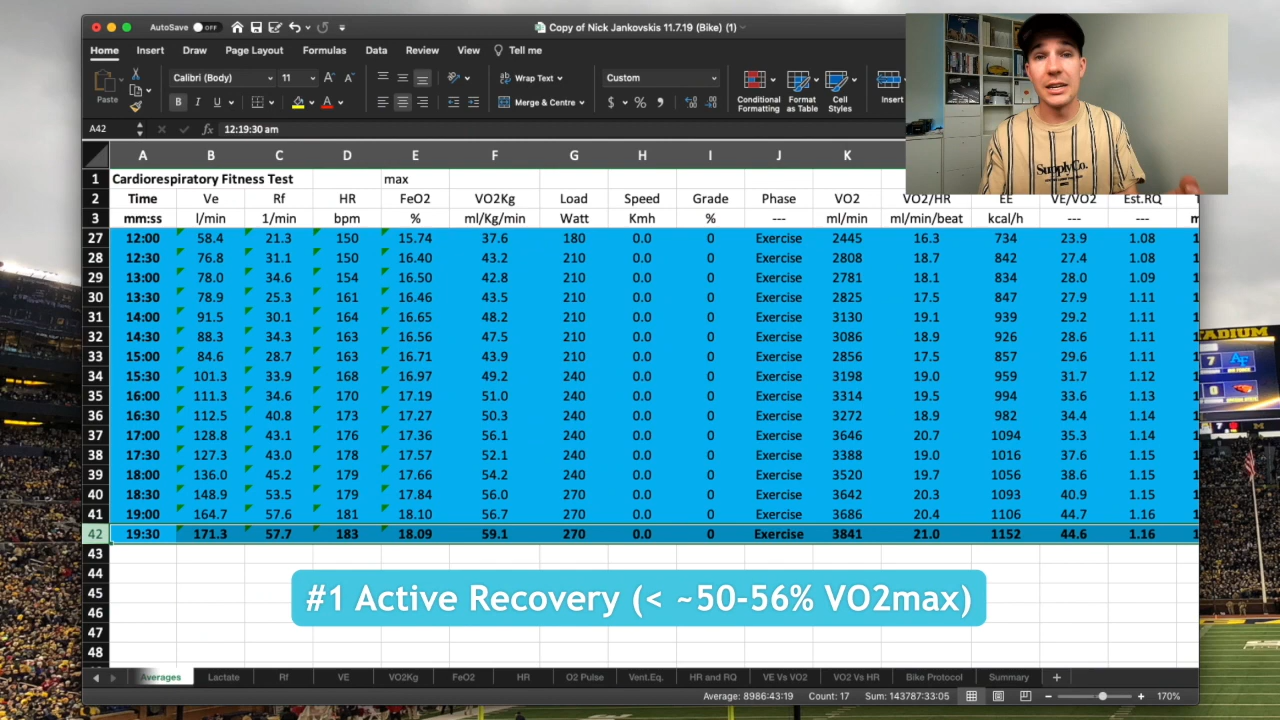 AutoSave OFF
Copy of Nick Jankovskis 11.7.19 (Bike) (1)
Home Insert Draw Page Layout Formulas Data Review View Tell me
Paste
Calibri (Body) 11 A A
Wrap Text
Custom
B I U A
Merge & Centre
$ %
Conditional Formatting
Format as Table
Cell Styles
Insert
A42 fx 12:19:30 am
A B C D E F G H I J K
1 Cardiorespiratory Fitness Test max
2 Time Ve Rf HR FeO2 VO2Kg Load Speed Grade Phase VO2 VO2/HR EE VE/VO2 Est.RQ
3 mm:ss l/min 1/min bpm % ml/Kg/min Watt Kmh % --- ml/min ml/min/beat kcal/h --- ---
27 12:00 58.4 21.3 150 15.74 37.6 180 0.0 0 Exercise 2445 16.3 734 23.9 1.08
28 12:30 76.8 31.1 150 16.40 43.2 210 0.0 0 Exercise 2808 18.7 842 27.4 1.08
29 13:00 78.0 34.6 154 16.50 42.8 210 0.0 0 Exercise 2781 18.1 834 28.0 1.09
30 13:30 78.9 25.3 161 16.46 43.5 210 0.0 0 Exercise 2825 17.5 847 27.9 1.11
31 14:00 91.5 30.1 164 16.65 48.2 210 0.0 0 Exercise 3130 19.1 939 29.2 1.11
32 14:30 88.3 34.3 163 16.56 47.5 210 0.0 0 Exercise 3086 18.9 926 28.6 1.11
33 15:00 84.6 28.7 163 16.71 43.9 210 0.0 0 Exercise 2856 17.5 857 29.6 1.11
34 15:30 101.3 33.9 168 16.97 49.2 240 0.0 0 Exercise 3198 19.0 959 31.7 1.12
35 16:00 111.3 34.6 170 17.19 51.0 240 0.0 0 Exercise 3314 19.5 994 33.6 1.13
36 16:30 112.5 40.8 173 17.27 50.3 240 0.0 0 Exercise 3272 18.9 982 34.4 1.14
37 17:00 128.8 43.1 176 17.36 56.1 240 0.0 0 Exercise 3646 20.7 1094 35.3 1.14
38 17:30 127.3 43.0 178 17.57 52.1 240 0.0 0 Exercise 3388 19.0 1016 37.6 1.15
39 18:00 136.0 45.2 179 17.66 54.2 240 0.0 0 Exercise 3520 19.7 1056 38.6 1.15
40 18:30 148.9 53.5 179 17.84 56.0 270 0.0 0 Exercise 3642 20.3 1093 40.9 1.15
41 19:00 164.7 57.6 181 18.10 56.7 270 0.0 0 Exercise 3686 20.4 1106 44.7 1.16
42 19:30 171.3 57.7 183 18.09 59.1 270 0.0 0 Exercise 3841 21.0 1152 44.6 1.16
43
44
45
46
47
48
#1 Active Recovery (< ~50-56% VO2max)
Averages Lactate Rf VE VO2Kg FeO2 HR O2 Pulse Vent.Eq. HR and RQ VE Vs VO2 VO2 Vs HR Bike Protocol Summary +
Average: 8986:43:19 Count: 17 Sum: 143787:33:05 170%
SupplyCo.
STADIUM
7 AF
0